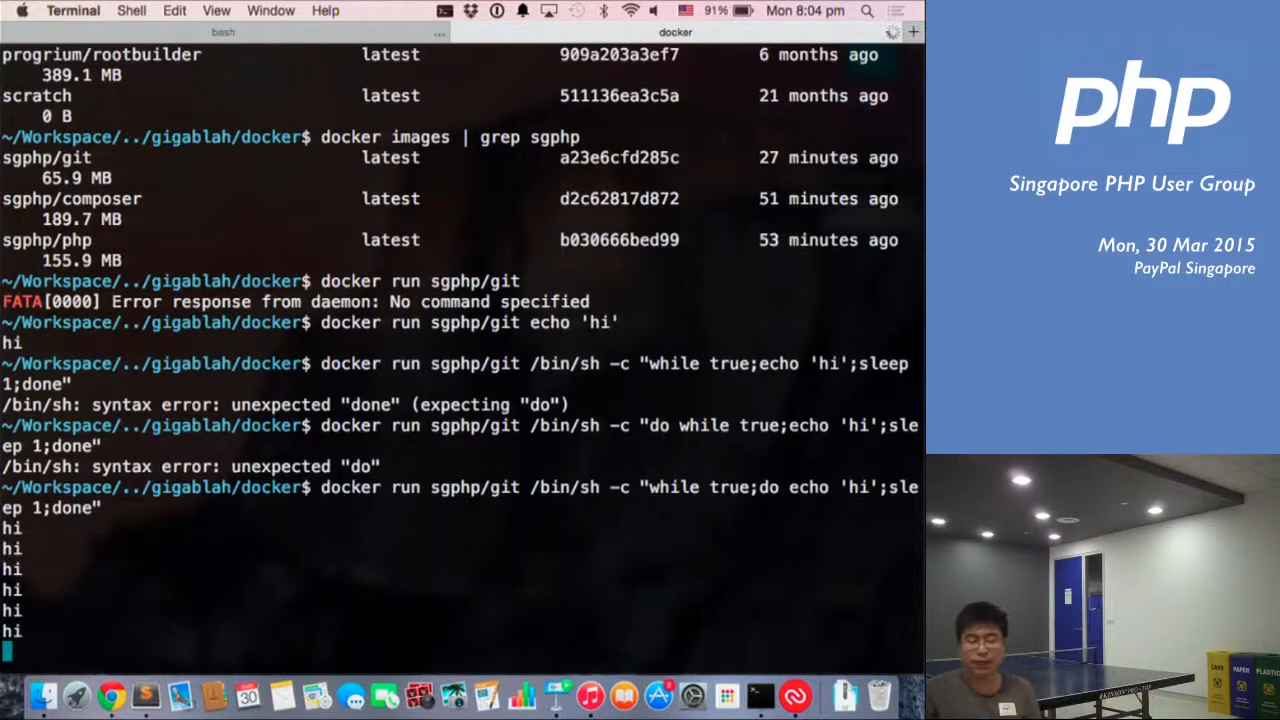 Terminal Shell Edit View Window Help 91% Mon 8:04 pm
bash docker
progrium/rootbuilder latest 909a203a3ef7 6 months ago
389.1 MB
scratch latest 511136ea3c5a 21 months ago
0 B
~/Workspace/../gigablah/docker$ docker images | grep sgphp
sgphp/git latest a23e6cfd285c 27 minutes ago
65.9 MB
sgphp/composer latest d2c62817d872 51 minutes ago
189.7 MB
sgphp/php latest b030666bed99 53 minutes ago
155.9 MB
~/Workspace/../gigablah/docker$ docker run sgphp/git
FATA[0000] Error response from daemon: No command specified
~/Workspace/../gigablah/docker$ docker run sgphp/git echo 'hi'
hi
~/Workspace/../gigablah/docker$ docker run sgphp/git /bin/sh -c "while true;echo 'hi';sleep
1;done"
/bin/sh: syntax error: unexpected "done" (expecting "do")
~/Workspace/../gigablah/docker$ docker run sgphp/git /bin/sh -c "do while true;echo 'hi';sle
ep 1;done"
/bin/sh: syntax error: unexpected "do"
~/Workspace/../gigablah/docker$ docker run sgphp/git /bin/sh -c "while true;do echo 'hi';sle
ep 1;done"
hi
hi
hi
hi
hi
hi
php
Singapore PHP User Group
Mon, 30 Mar 2015
PayPal Singapore
30
CANS PAPER PLASTIC